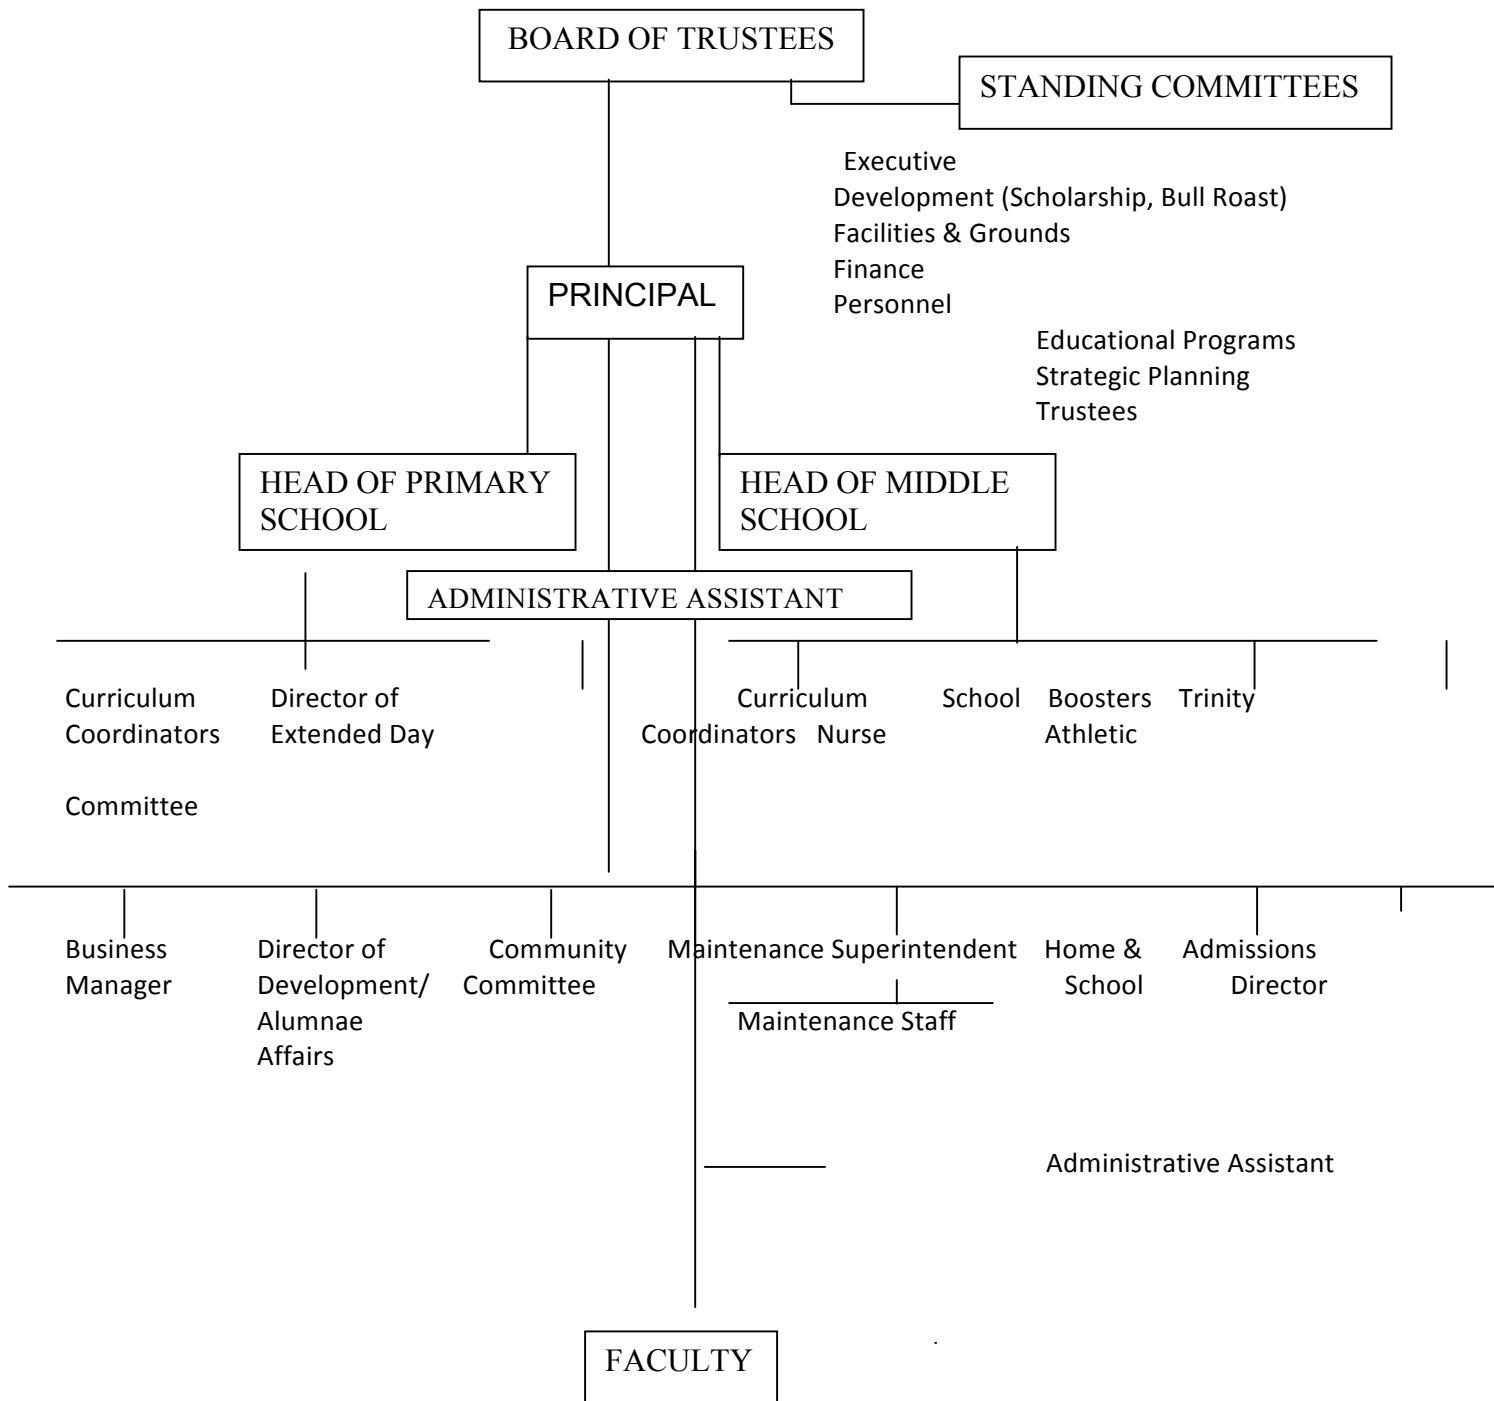 BOARD OF TRUSTEES
STANDING COMMITTEES
Executive
Development (Scholarship, Bull Roast)
Facilities & Grounds
Finance
Personnel
PRINCIPAL
Educational Programs
Strategic Planning
Trustees
HEAD OF PRIMARY
SCHOOL
HEAD OF MIDDLE
SCHOOL
ADMINISTRATIVE ASSISTANT
Curriculum Director of Curriculum School Boosters Trinity
Coordinators Extended Day Coordinators Nurse Athletic
Committee
Business Director of Community Maintenance Superintendent Home & Admissions
Manager Development/ Committee School Director
Alumnae Maintenance Staff
Affairs
Administrative Assistant
FACULTY